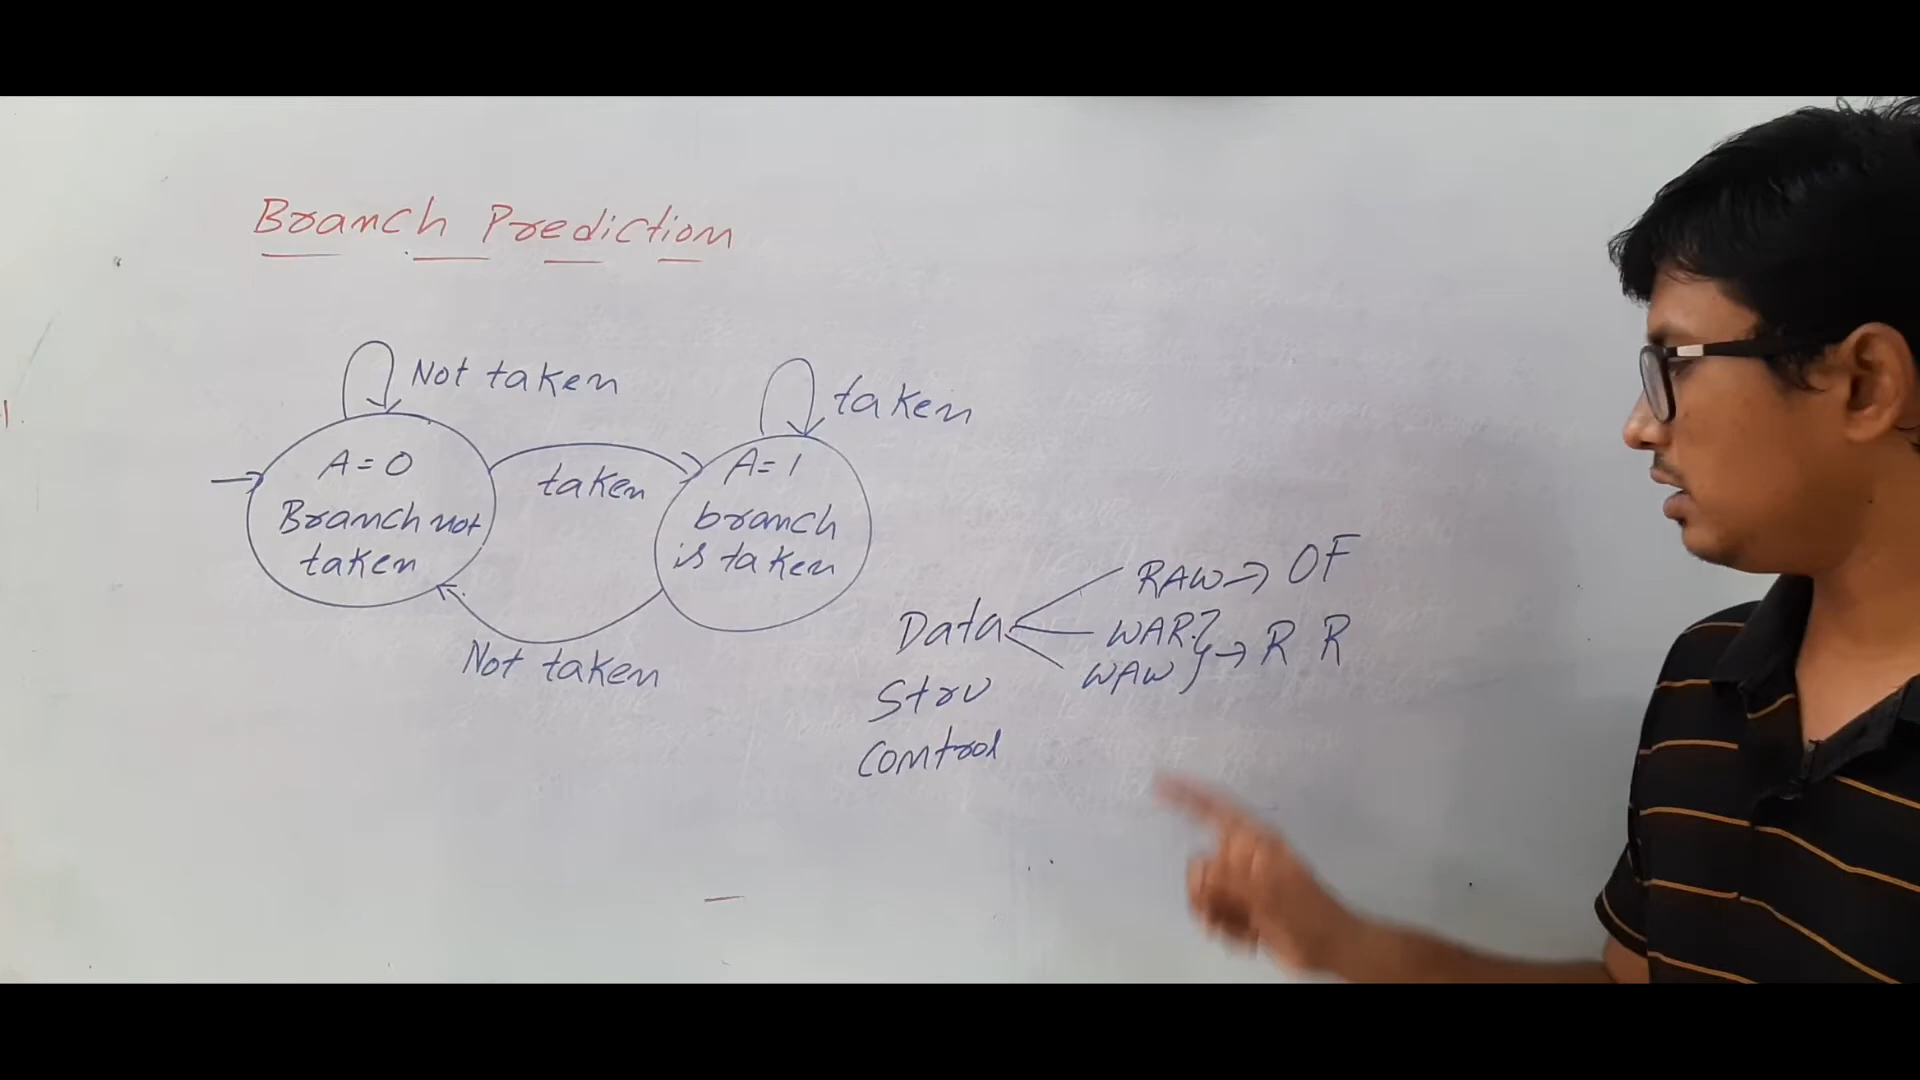 Branch Prediction
Not taken
taken
A=0
Branch not
taken
taken
A=1
branch
is taken
Not taken
Data
RAW → OF
WAR
WAW } → R R
Stru
Control